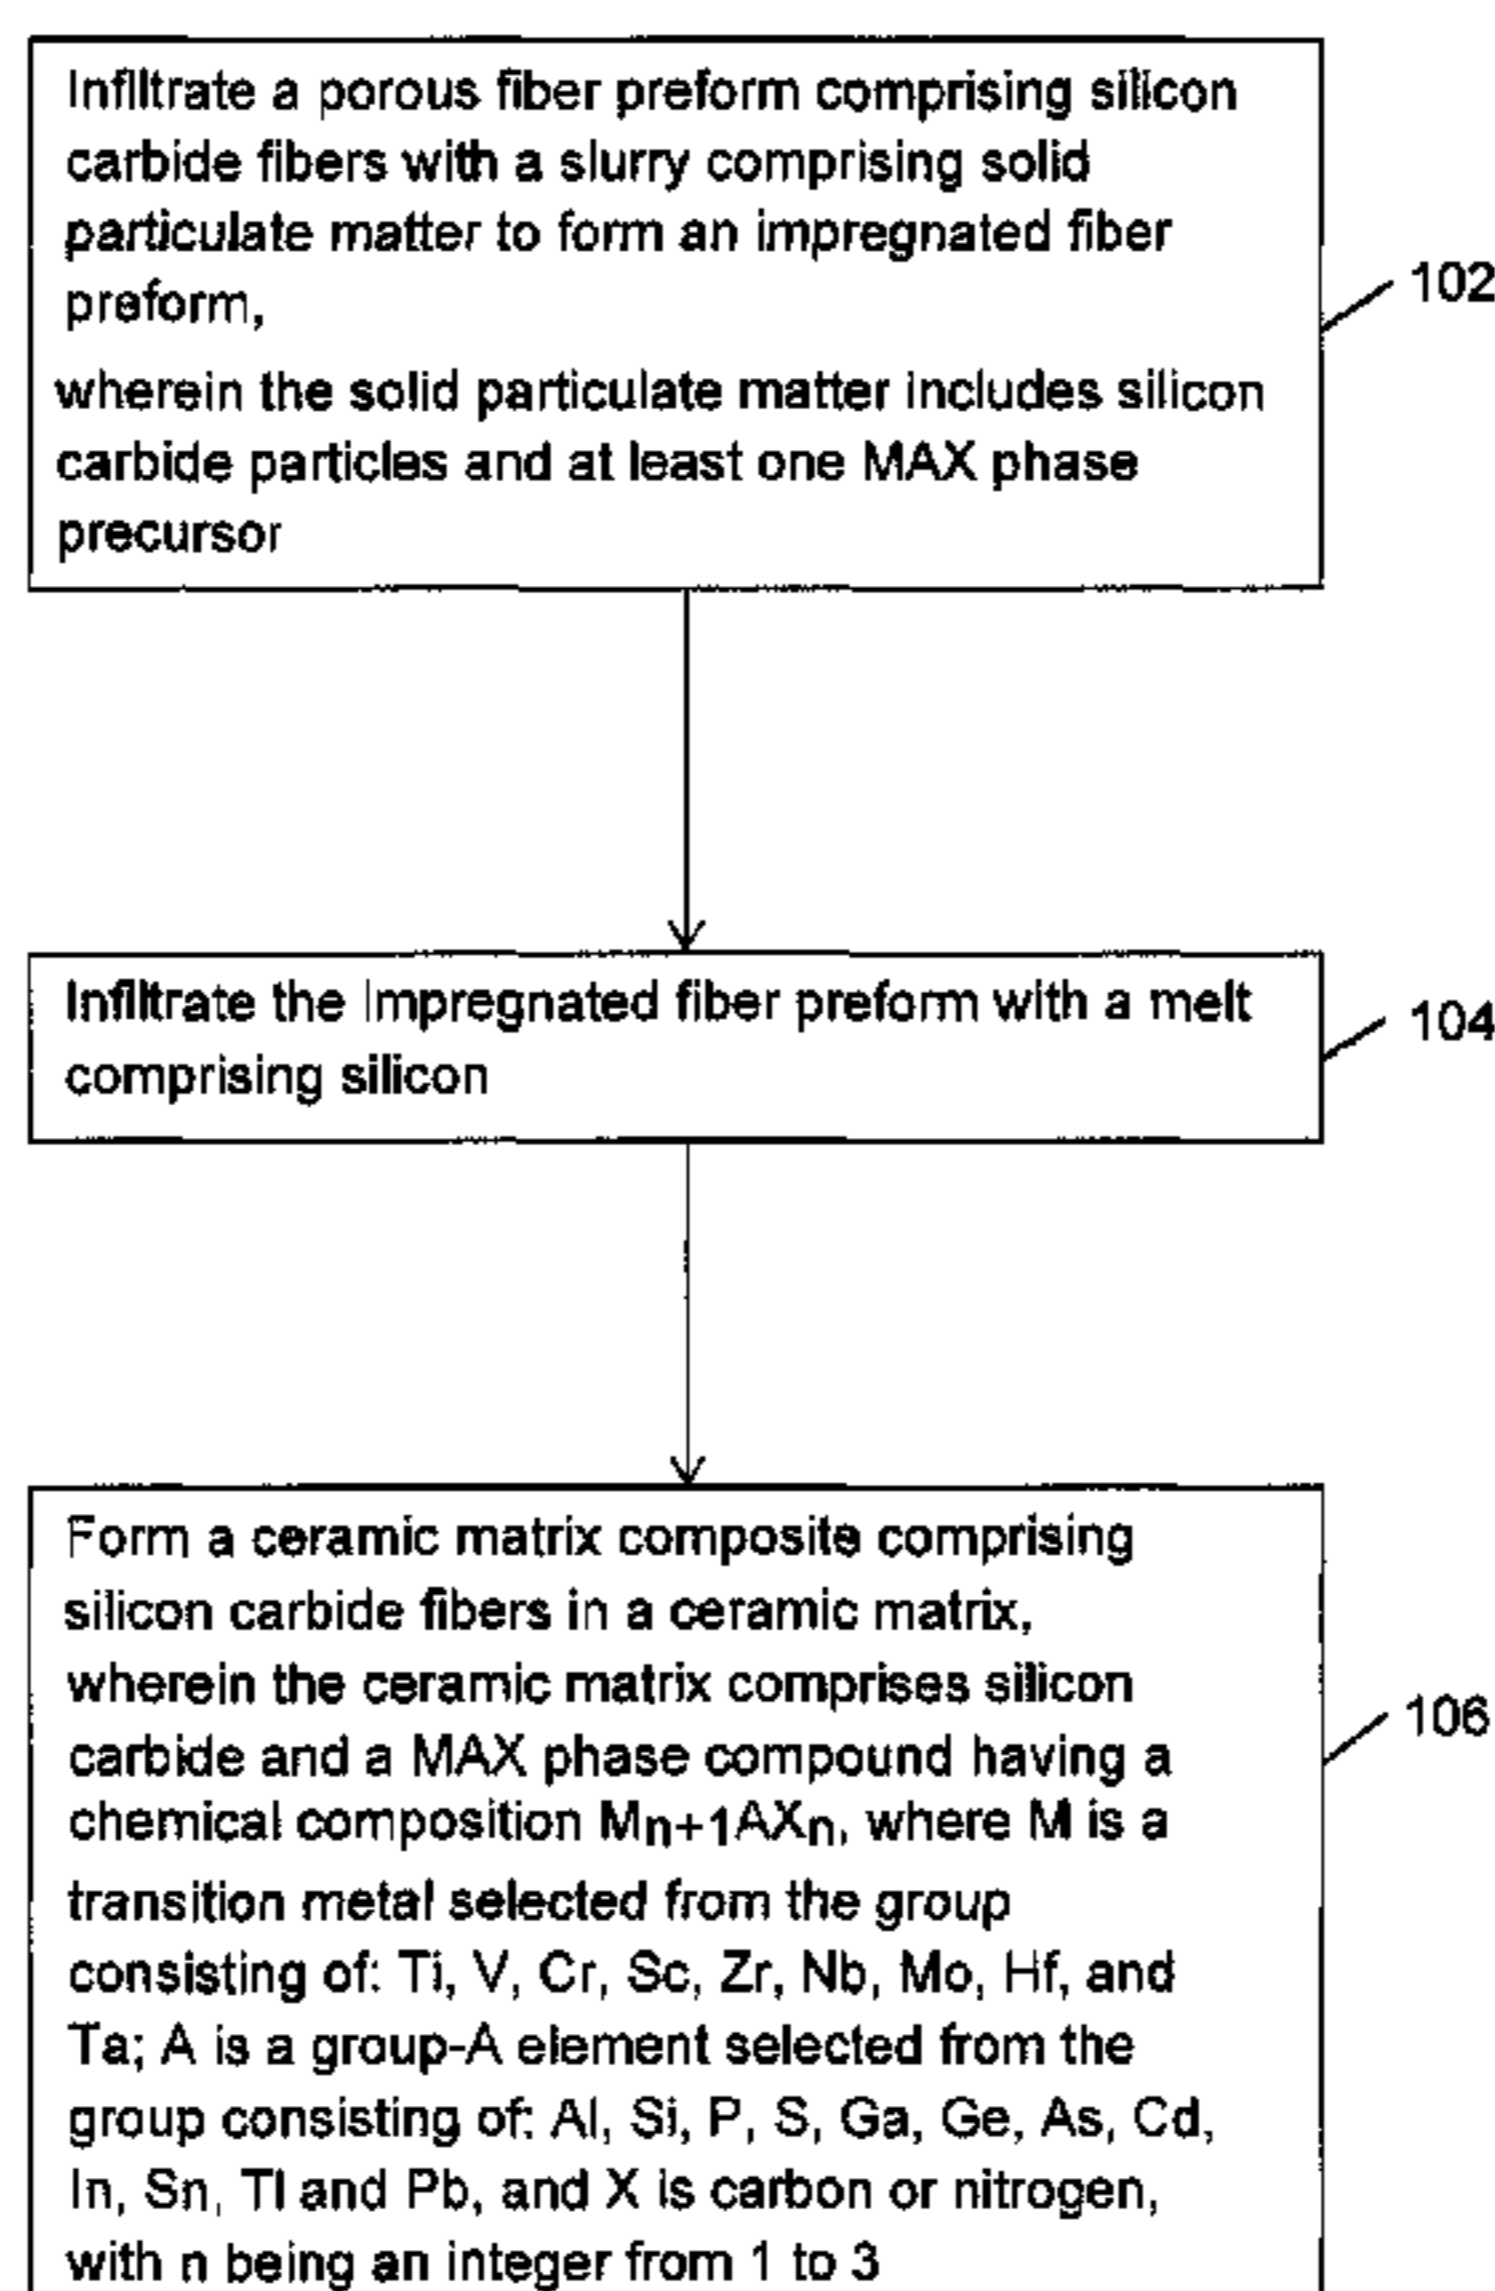 Infiltrate a porous fiber preform comprising silicon
carbide fibers with a slurry comprising solid
particulate matter to form an impregnated fiber
preform,
102
wherein the solid particulate matter includes silicon
carbide particles and at least one MAX phase
precursor
Infiltrate the Impregnated fiber preform with a melt
comprising silicon
104
Form a ceramic matrix composite comprising
silicon carbide fibers in a ceramic matrix,
wherein the ceramic matrix comprises silicon
carbide and a MAX phase compound having a
chemical composition Mn+1AXn, where M is a
transition metal selected from the group
consisting of: Ti, V, Cr, Sc, Zr, Nb, Mo, Hf, and
Ta; A is a group-A element selected from the
group consisting of: Al, Si, P, S, Ga, Ge, As, Cd,
In, Sn, Tl and Pb, and X is carbon or nitrogen,
with n being an integer from 1 to 3
106